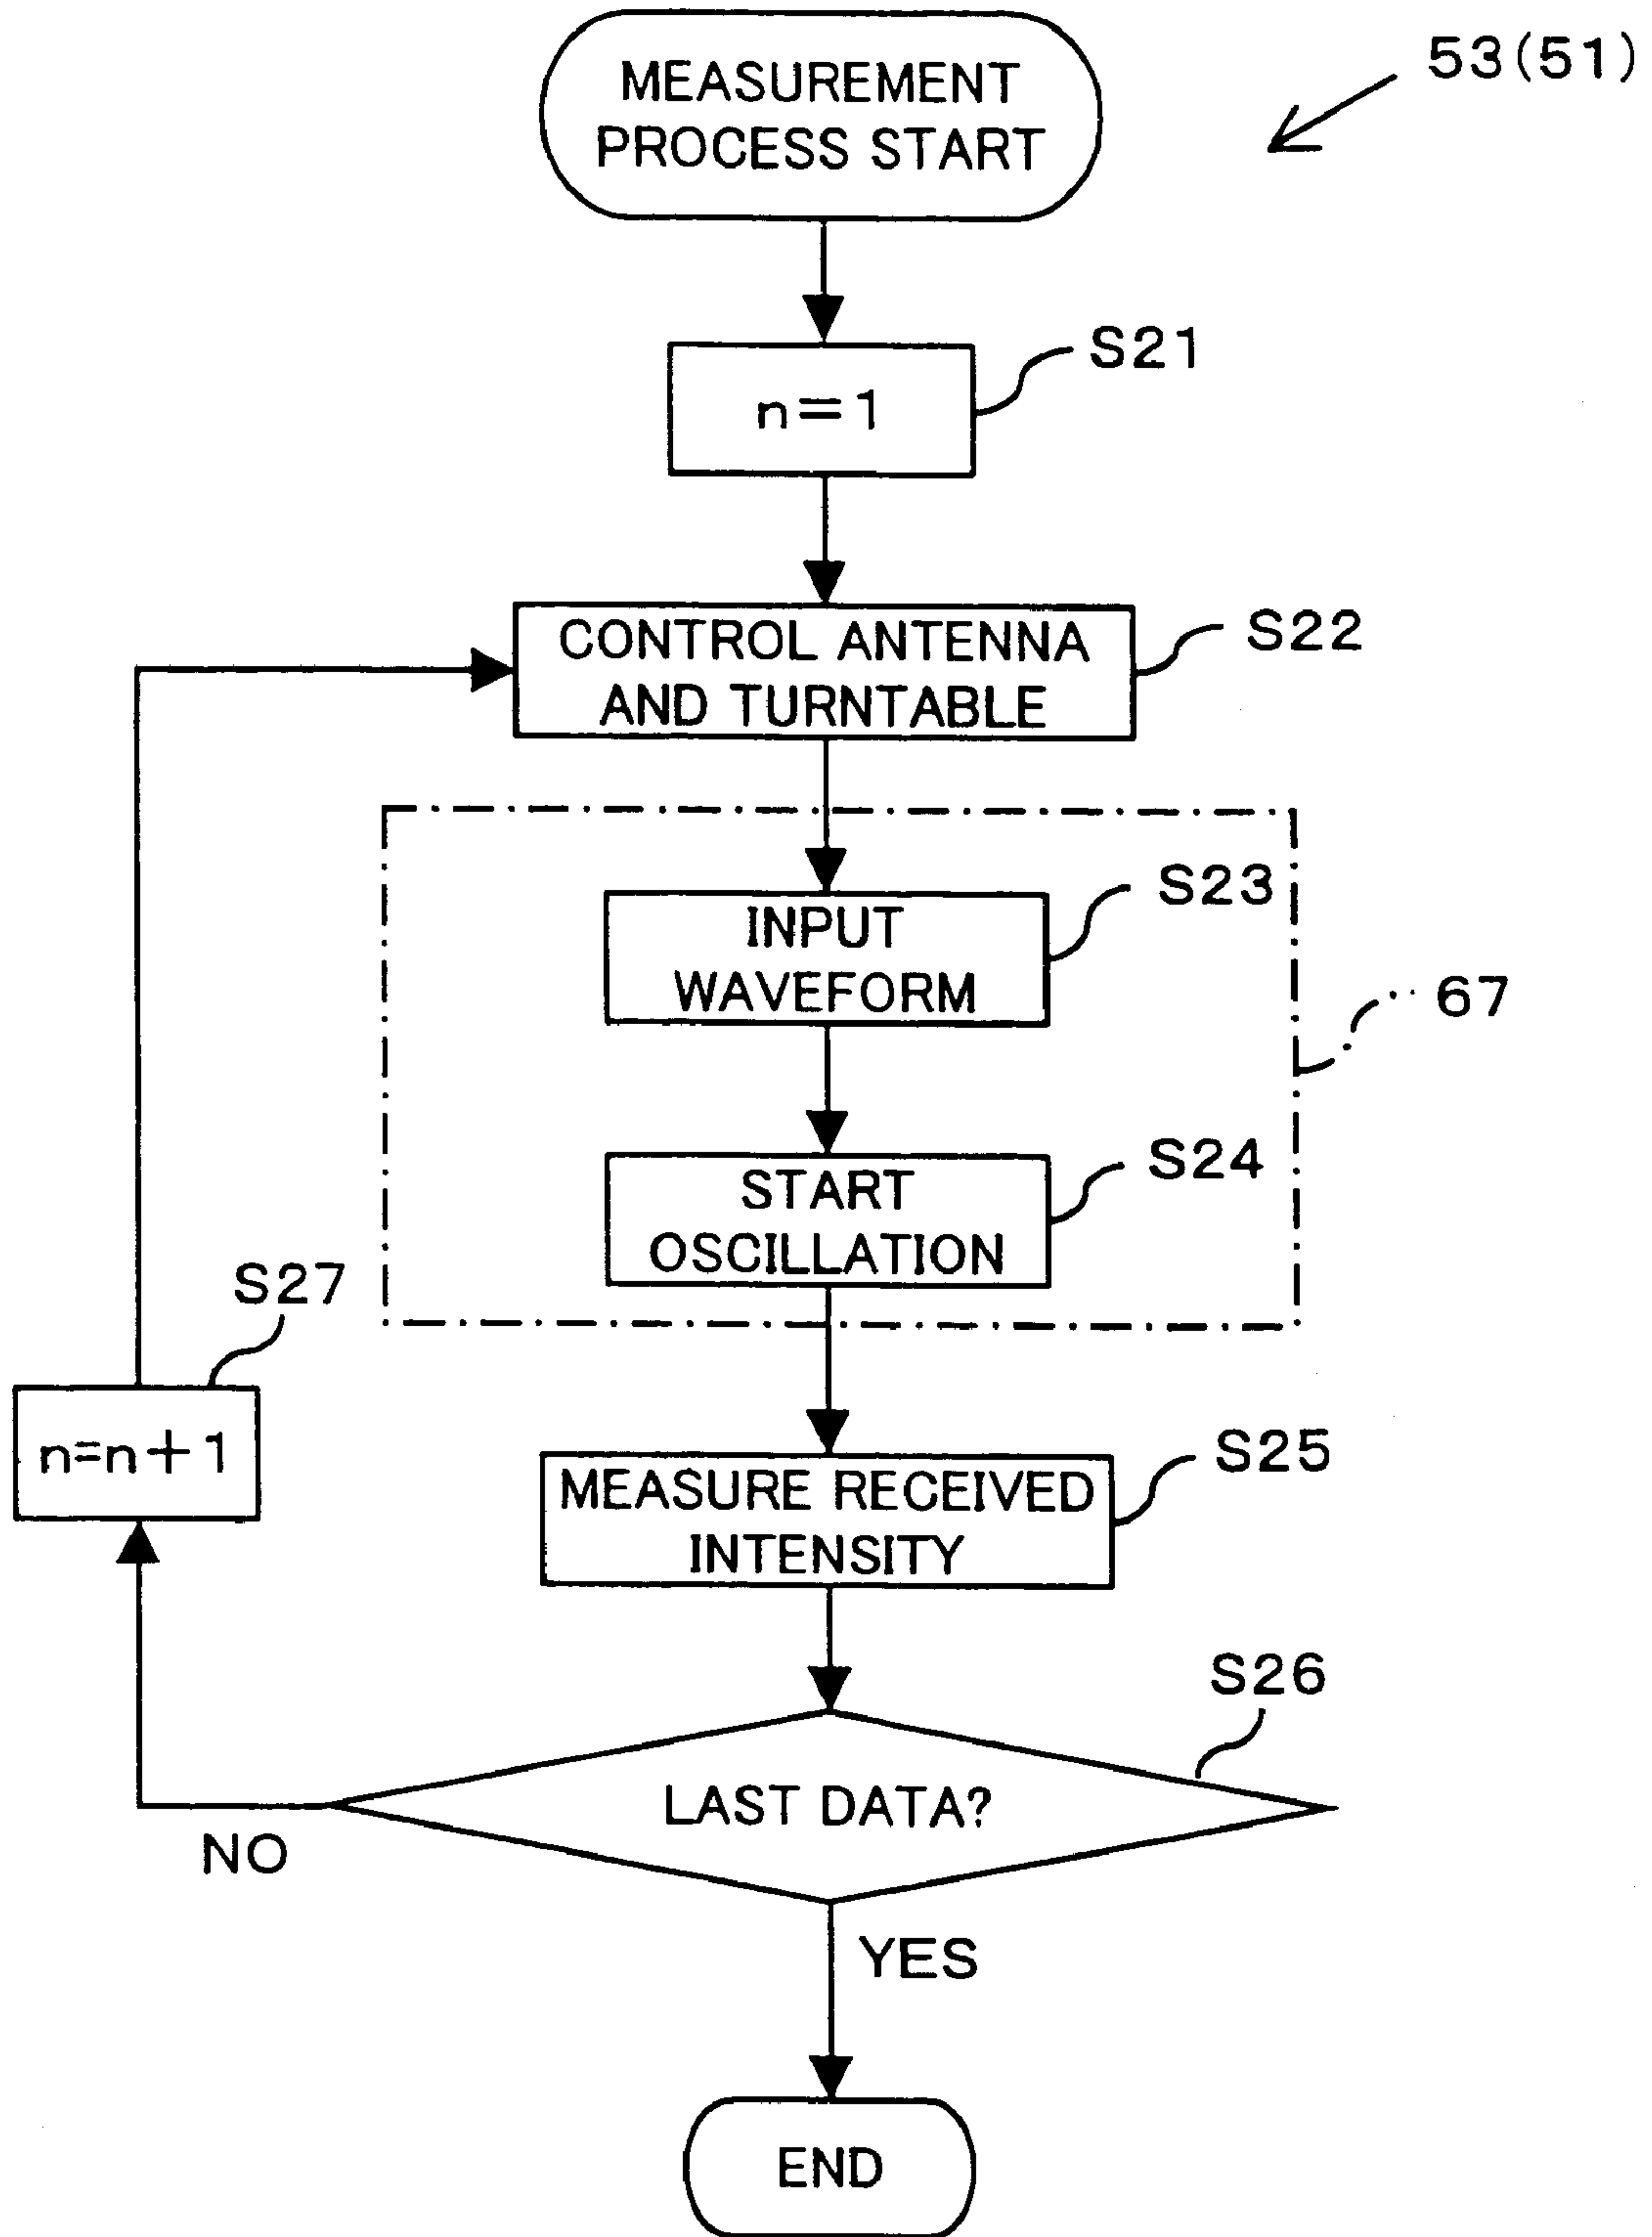 53(51)
MEASUREMENT
PROCESS START
S21
n=1
S22
CONTROL ANTENNA
AND TURNTABLE
S23
INPUT
WAVEFORM
67
S24
START
OSCILLATION
S27
n=n+1
S25
MEASURE RECEIVED
INTENSITY
S26
LAST DATA?
NO
YES
END